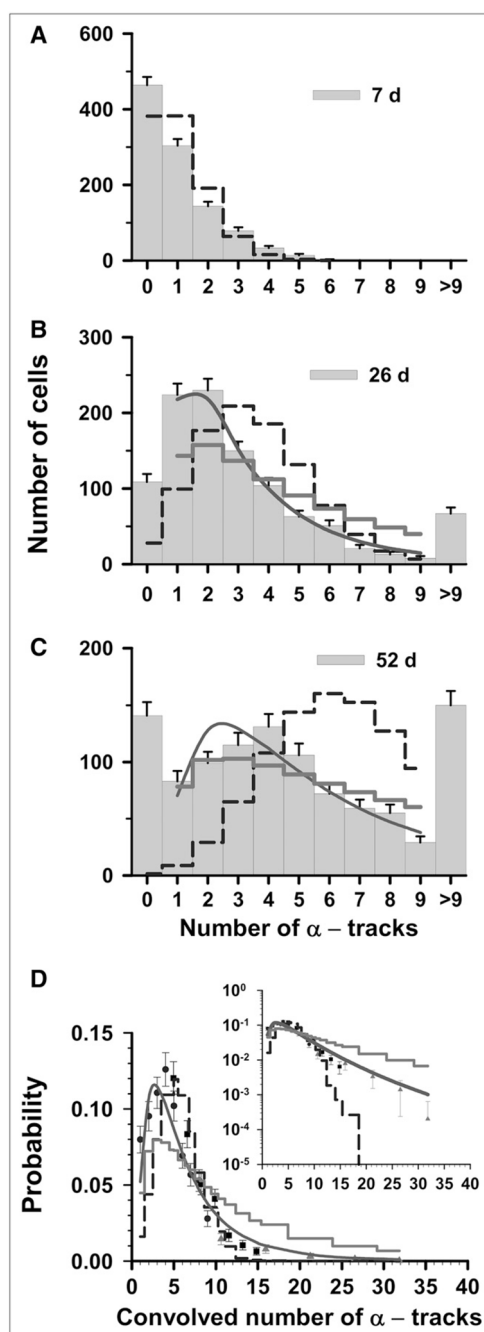 A
600
400
200
0
7 d
0 1 2 3 4 5 6 7 8 9 >9
B
300
200
100
0
26 d
0 1 2 3 4 5 6 7 8 9 >9
Number of cells
C
200
100
0
52 d
0 1 2 3 4 5 6 7 8 9 >9
Number of α – tracks
D
0.15
0.10
0.05
0.00
Probability
10⁰
10⁻¹
10⁻²
10⁻³
10⁻⁴
10⁻⁵
0 5 10 15 20 25 30 35 40
0 5 10 15 20 25 30 35 40
Convolved number of α – tracks